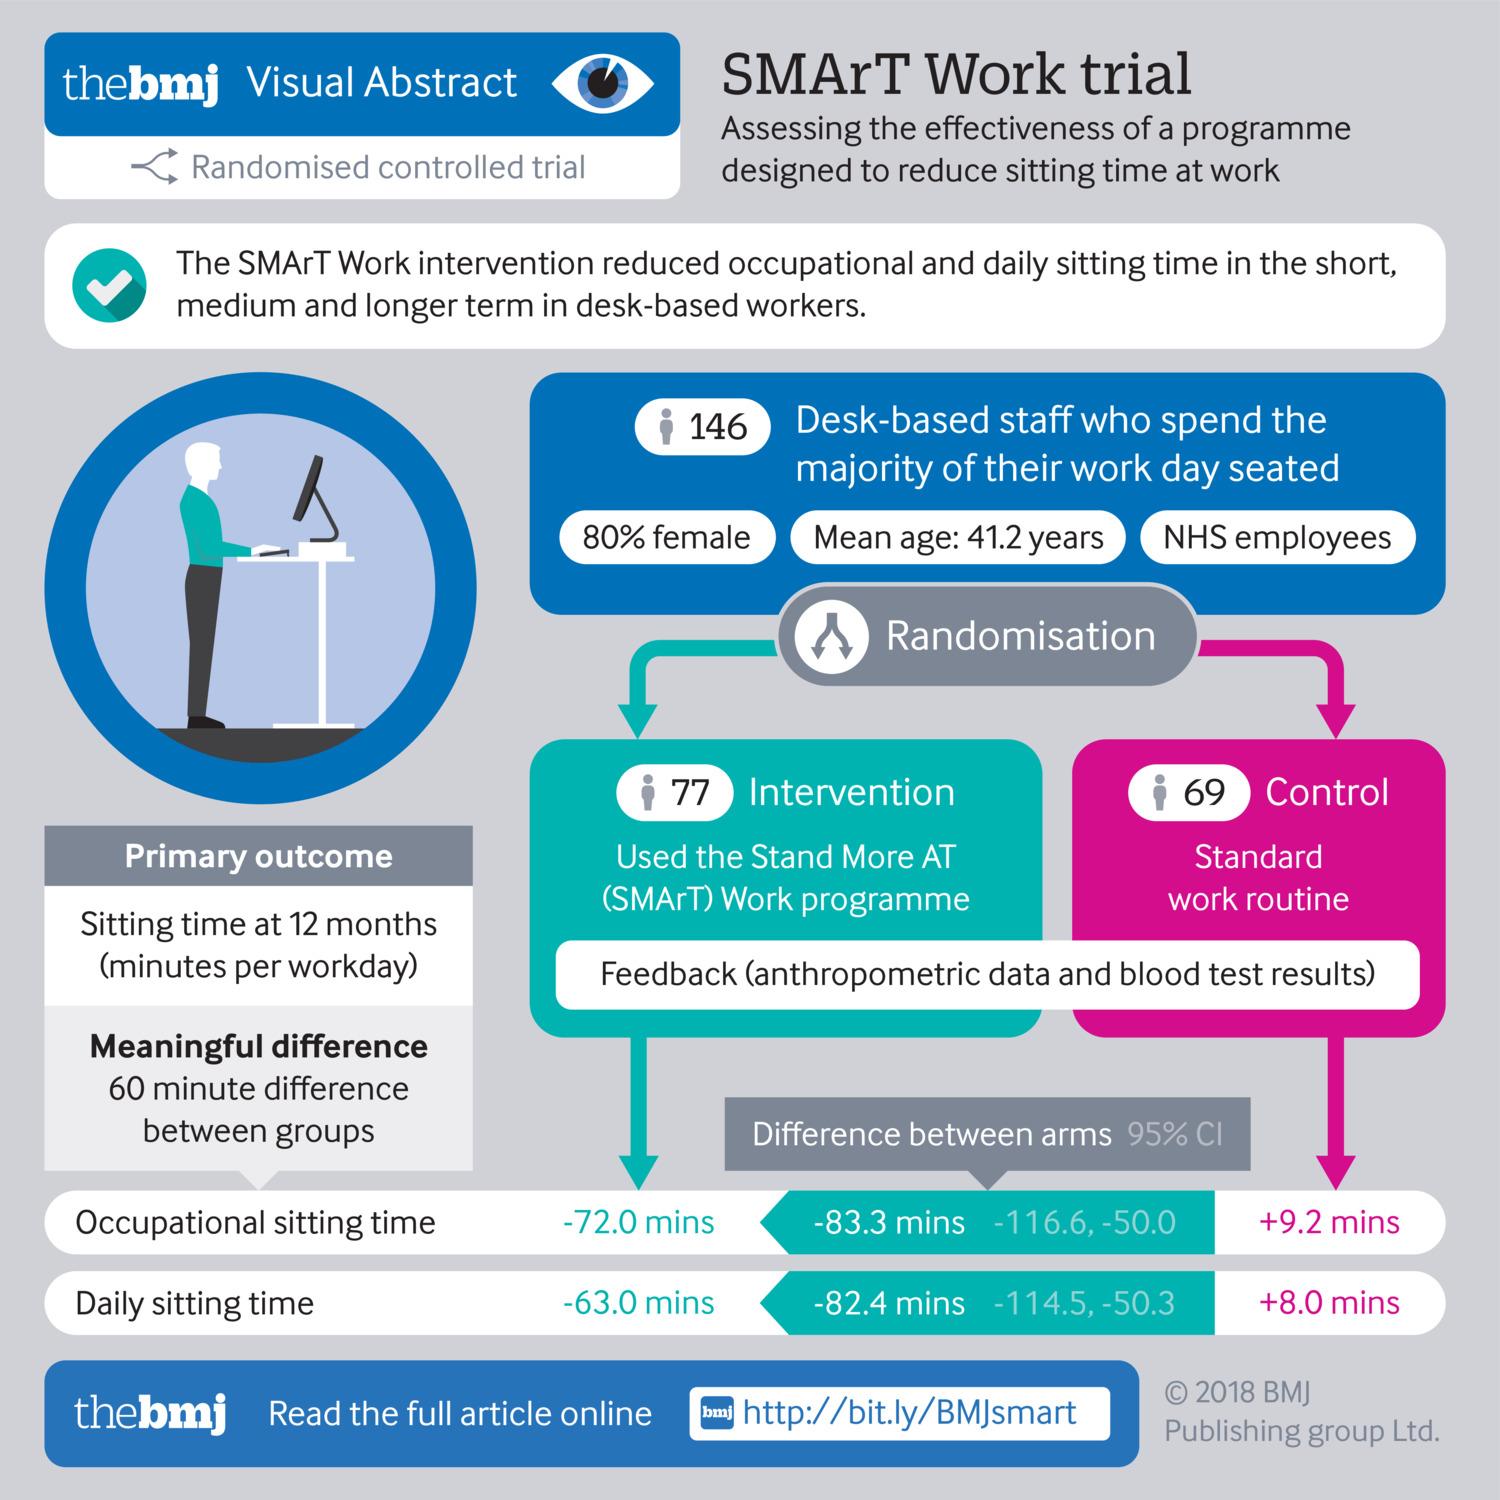 thebmj Visual Abstract
Randomised controlled trial
SMArT Work trial
Assessing the effectiveness of a programme
designed to reduce sitting time at work
The SMArT Work intervention reduced occupational and daily sitting time in the short,
medium and longer term in desk-based workers.
146 Desk-based staff who spend the
majority of their work day seated
80% female Mean age: 41.2 years NHS employees
Randomisation
77 Intervention
Used the Stand More AT
(SMArT) Work programme
69 Control
Standard
work routine
Feedback (anthropometric data and blood test results)
Primary outcome
Sitting time at 12 months
(minutes per workday)
Meaningful difference
60 minute difference
between groups
Difference between arms 95% CI
Occupational sitting time -72.0 mins -83.3 mins -116.6, -50.0 +9.2 mins
Daily sitting time -63.0 mins -82.4 mins -114.5, -50.3 +8.0 mins
thebmj Read the full article online bmj http://bit.ly/BMJsmart
© 2018 BMJ
Publishing group Ltd.